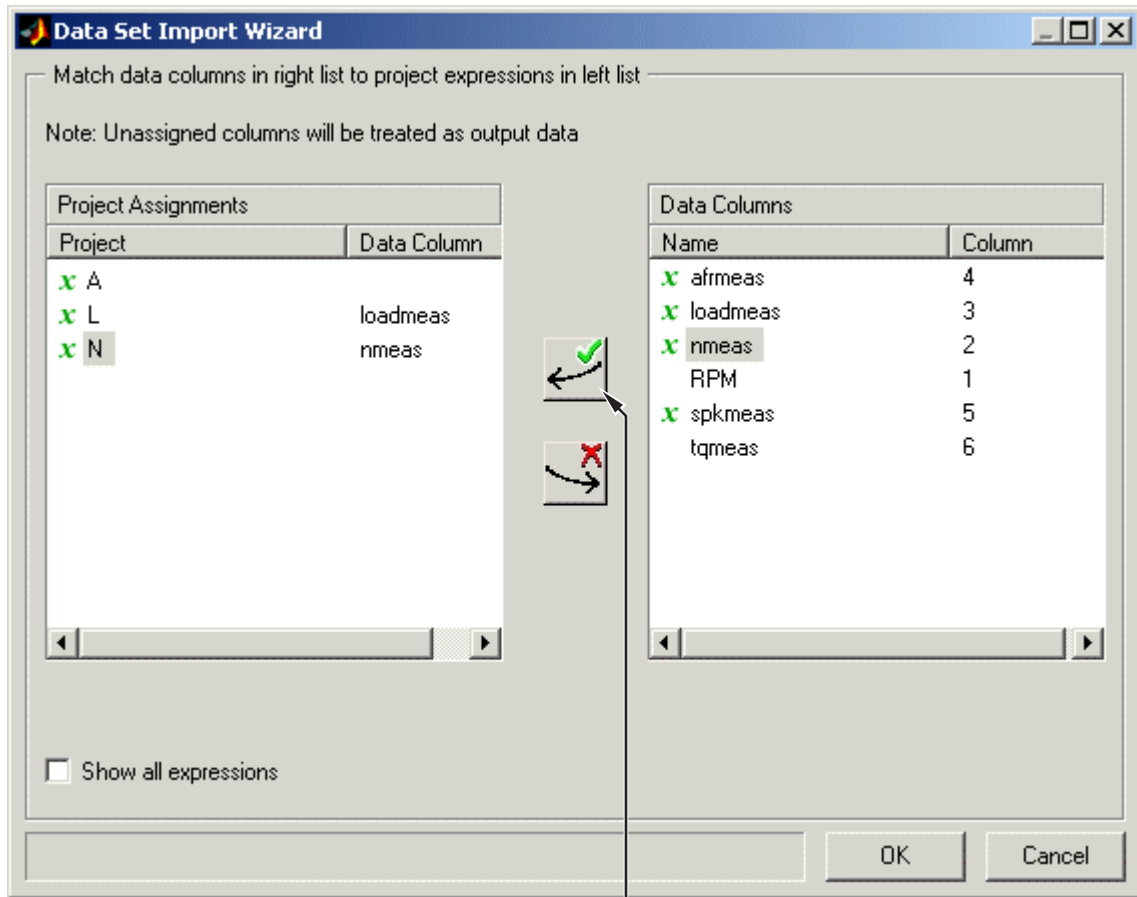 Data Set Import Wizard
Match data columns in right list to project expressions in left list
Note: Unassigned columns will be treated as output data
Project Assignments
Project Data Column
x A
x L loadmeas
x N nmeas
Data Columns
Name Column
x afrmeas 4
x loadmeas 3
x nmeas 2
RPM 1
x spkmeas 5
tqmeas 6
Show all expressions
OK Cancel